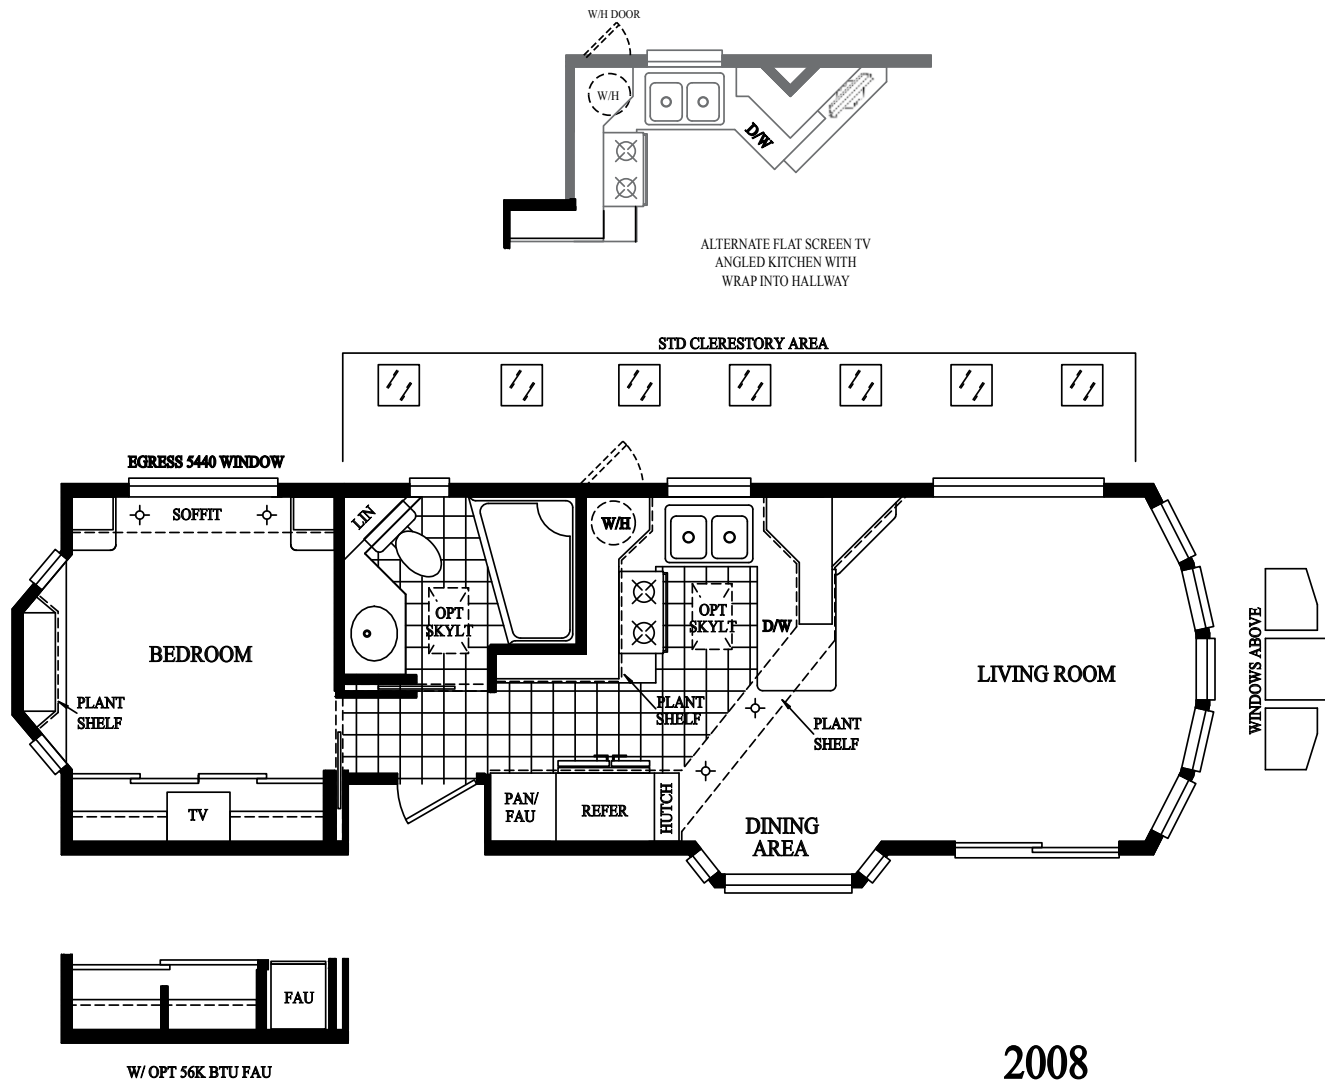 W/H DOOR
W/H
D/W
ALTERNATE FLAT SCREEN TV
ANGLED KITCHEN WITH
WRAP INTO HALLWAY
STD CLERESTORY AREA
EGRESS 5440 WINDOW
SOFFIT
LIN
W/H
OPT
SKYLT
OPT
SKYLT
D/W
BEDROOM
LIVING ROOM
WINDOWS ABOVE
PLANT
SHELF
PLANT
SHELF
PLANT
SHELF
TV
PAN/
FAU
REFER
HUTCH
DINING
AREA
FAU
W/ OPT 56K BTU FAU
2008